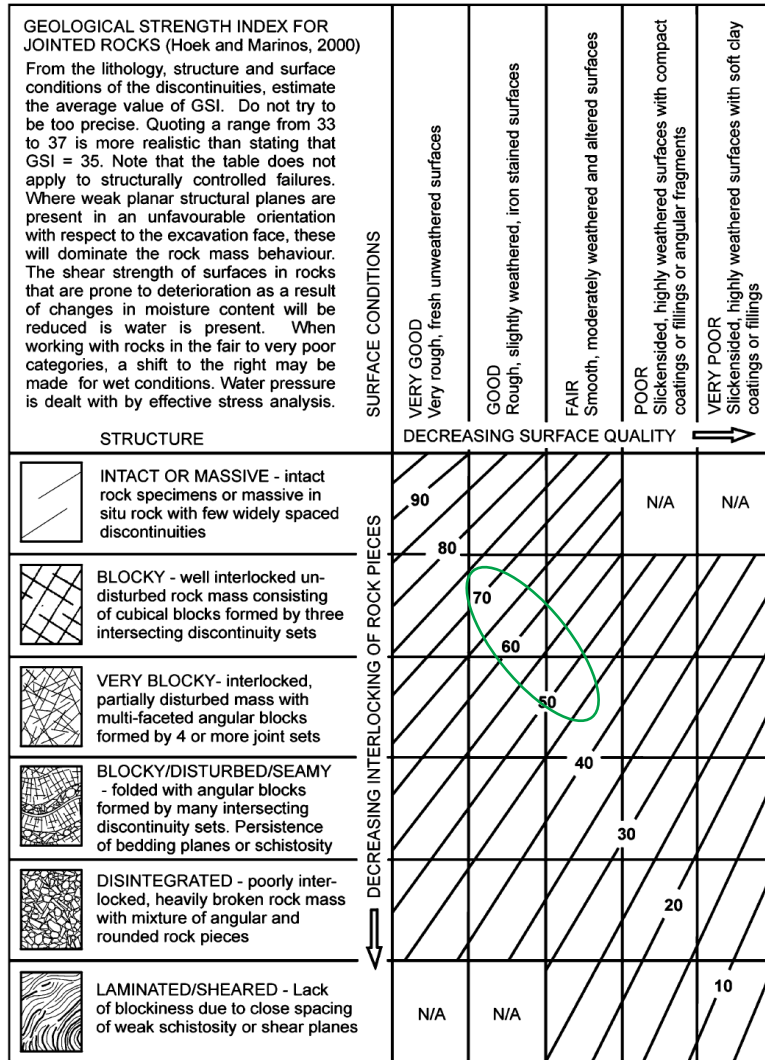 GEOLOGICAL STRENGTH INDEX FOR
JOINTED ROCKS (Hoek and Marinos, 2000)
From the lithology, structure and surface
conditions of the discontinuities, estimate
the average value of GSI. Do not try to
be too precise. Quoting a range from 33
to 37 is more realistic than stating that
GSI = 35. Note that the table does not
apply to structurally controlled failures.
Where weak planar structural planes are
present in an unfavourable orientation
with respect to the excavation face, these
will dominate the rock mass behaviour.
The shear strength of surfaces in rocks
that are prone to deterioration as a result
of changes in moisture content will be
reduced is water is present. When
working with rocks in the fair to very poor
categories, a shift to the right may be
made for wet conditions. Water pressure
is dealt with by effective stress analysis.
STRUCTURE
SURFACE CONDITIONS
VERY GOOD
Very rough, fresh unweathered surfaces
GOOD
Rough, slightly weathered, iron stained surfaces
FAIR
Smooth, moderately weathered and altered surfaces
POOR
Slickensided, highly weathered surfaces with compact
coatings or fillings or angular fragments
VERY POOR
Slickensided, highly weathered surfaces with soft clay
coatings or fillings
DECREASING SURFACE QUALITY
DECREASING INTERLOCKING OF ROCK PIECES
INTACT OR MASSIVE - intact
rock specimens or massive in
situ rock with few widely spaced
discontinuities
90
N/A
N/A
80
BLOCKY - well interlocked un-
disturbed rock mass consisting
of cubical blocks formed by three
intersecting discontinuity sets
70
60
VERY BLOCKY- interlocked,
partially disturbed mass with
multi-faceted angular blocks
formed by 4 or more joint sets
50
BLOCKY/DISTURBED/SEAMY
- folded with angular blocks
formed by many intersecting
discontinuity sets. Persistence
of bedding planes or schistosity
40
30
DISINTEGRATED - poorly inter-
locked, heavily broken rock mass
with mixture of angular and
rounded rock pieces
20
LAMINATED/SHEARED - Lack
of blockiness due to close spacing
of weak schistosity or shear planes
N/A
N/A
10